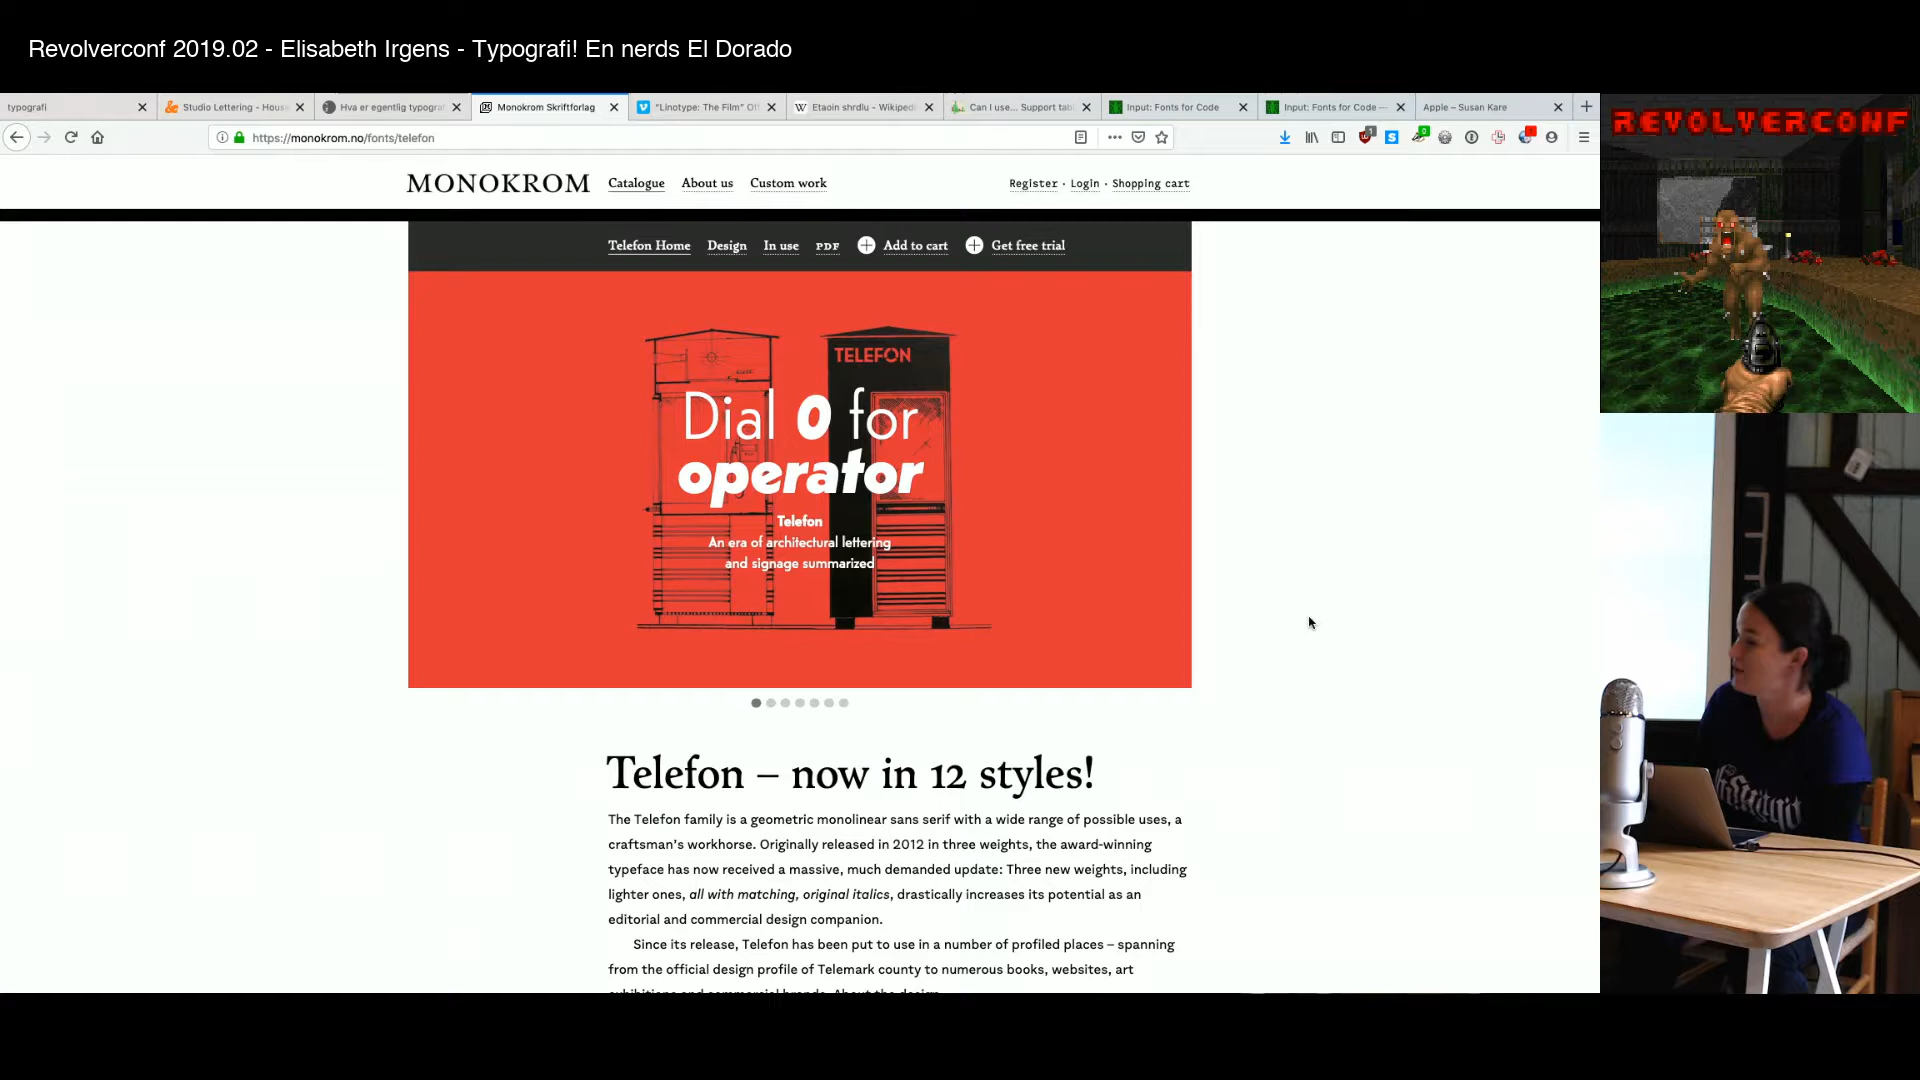 Revolverconf 2019.02 - Elisabeth Irgens - Typografi! En nerds El Dorado
typografi
Studio Lettering - Hous
Hva er egentlig typograf
Monokrom Skriftforlag
"Linotype: The Film" Of
Etaoin shrdlu - Wikiped
Can I use... Support tab
Input: Fonts for Code
Input: Fonts for Code —
Apple – Susan Kare
https://monokrom.no/fonts/telefon
REVOLVERCONF
MONOKROM
Catalogue
About us
Custom work
Register · Login · Shopping cart
Telefon Home
Design
In use
PDF
Add to cart
Get free trial
TELEFON
Dial 0 for
operator
Telefon
An era of architectural lettering
and signage summarized
Telefon – now in 12 styles!
The Telefon family is a geometric monolinear sans serif with a wide range of possible uses, a
craftsman's workhorse. Originally released in 2012 in three weights, the award-winning
typeface has now received a massive, much demanded update: Three new weights, including
lighter ones, all with matching, original italics, drastically increases its potential as an
editorial and commercial design companion.
Since its release, Telefon has been put to use in a number of profiled places – spanning
from the official design profile of Telemark county to numerous books, websites, art
exhibitions and commercial brands. About the design